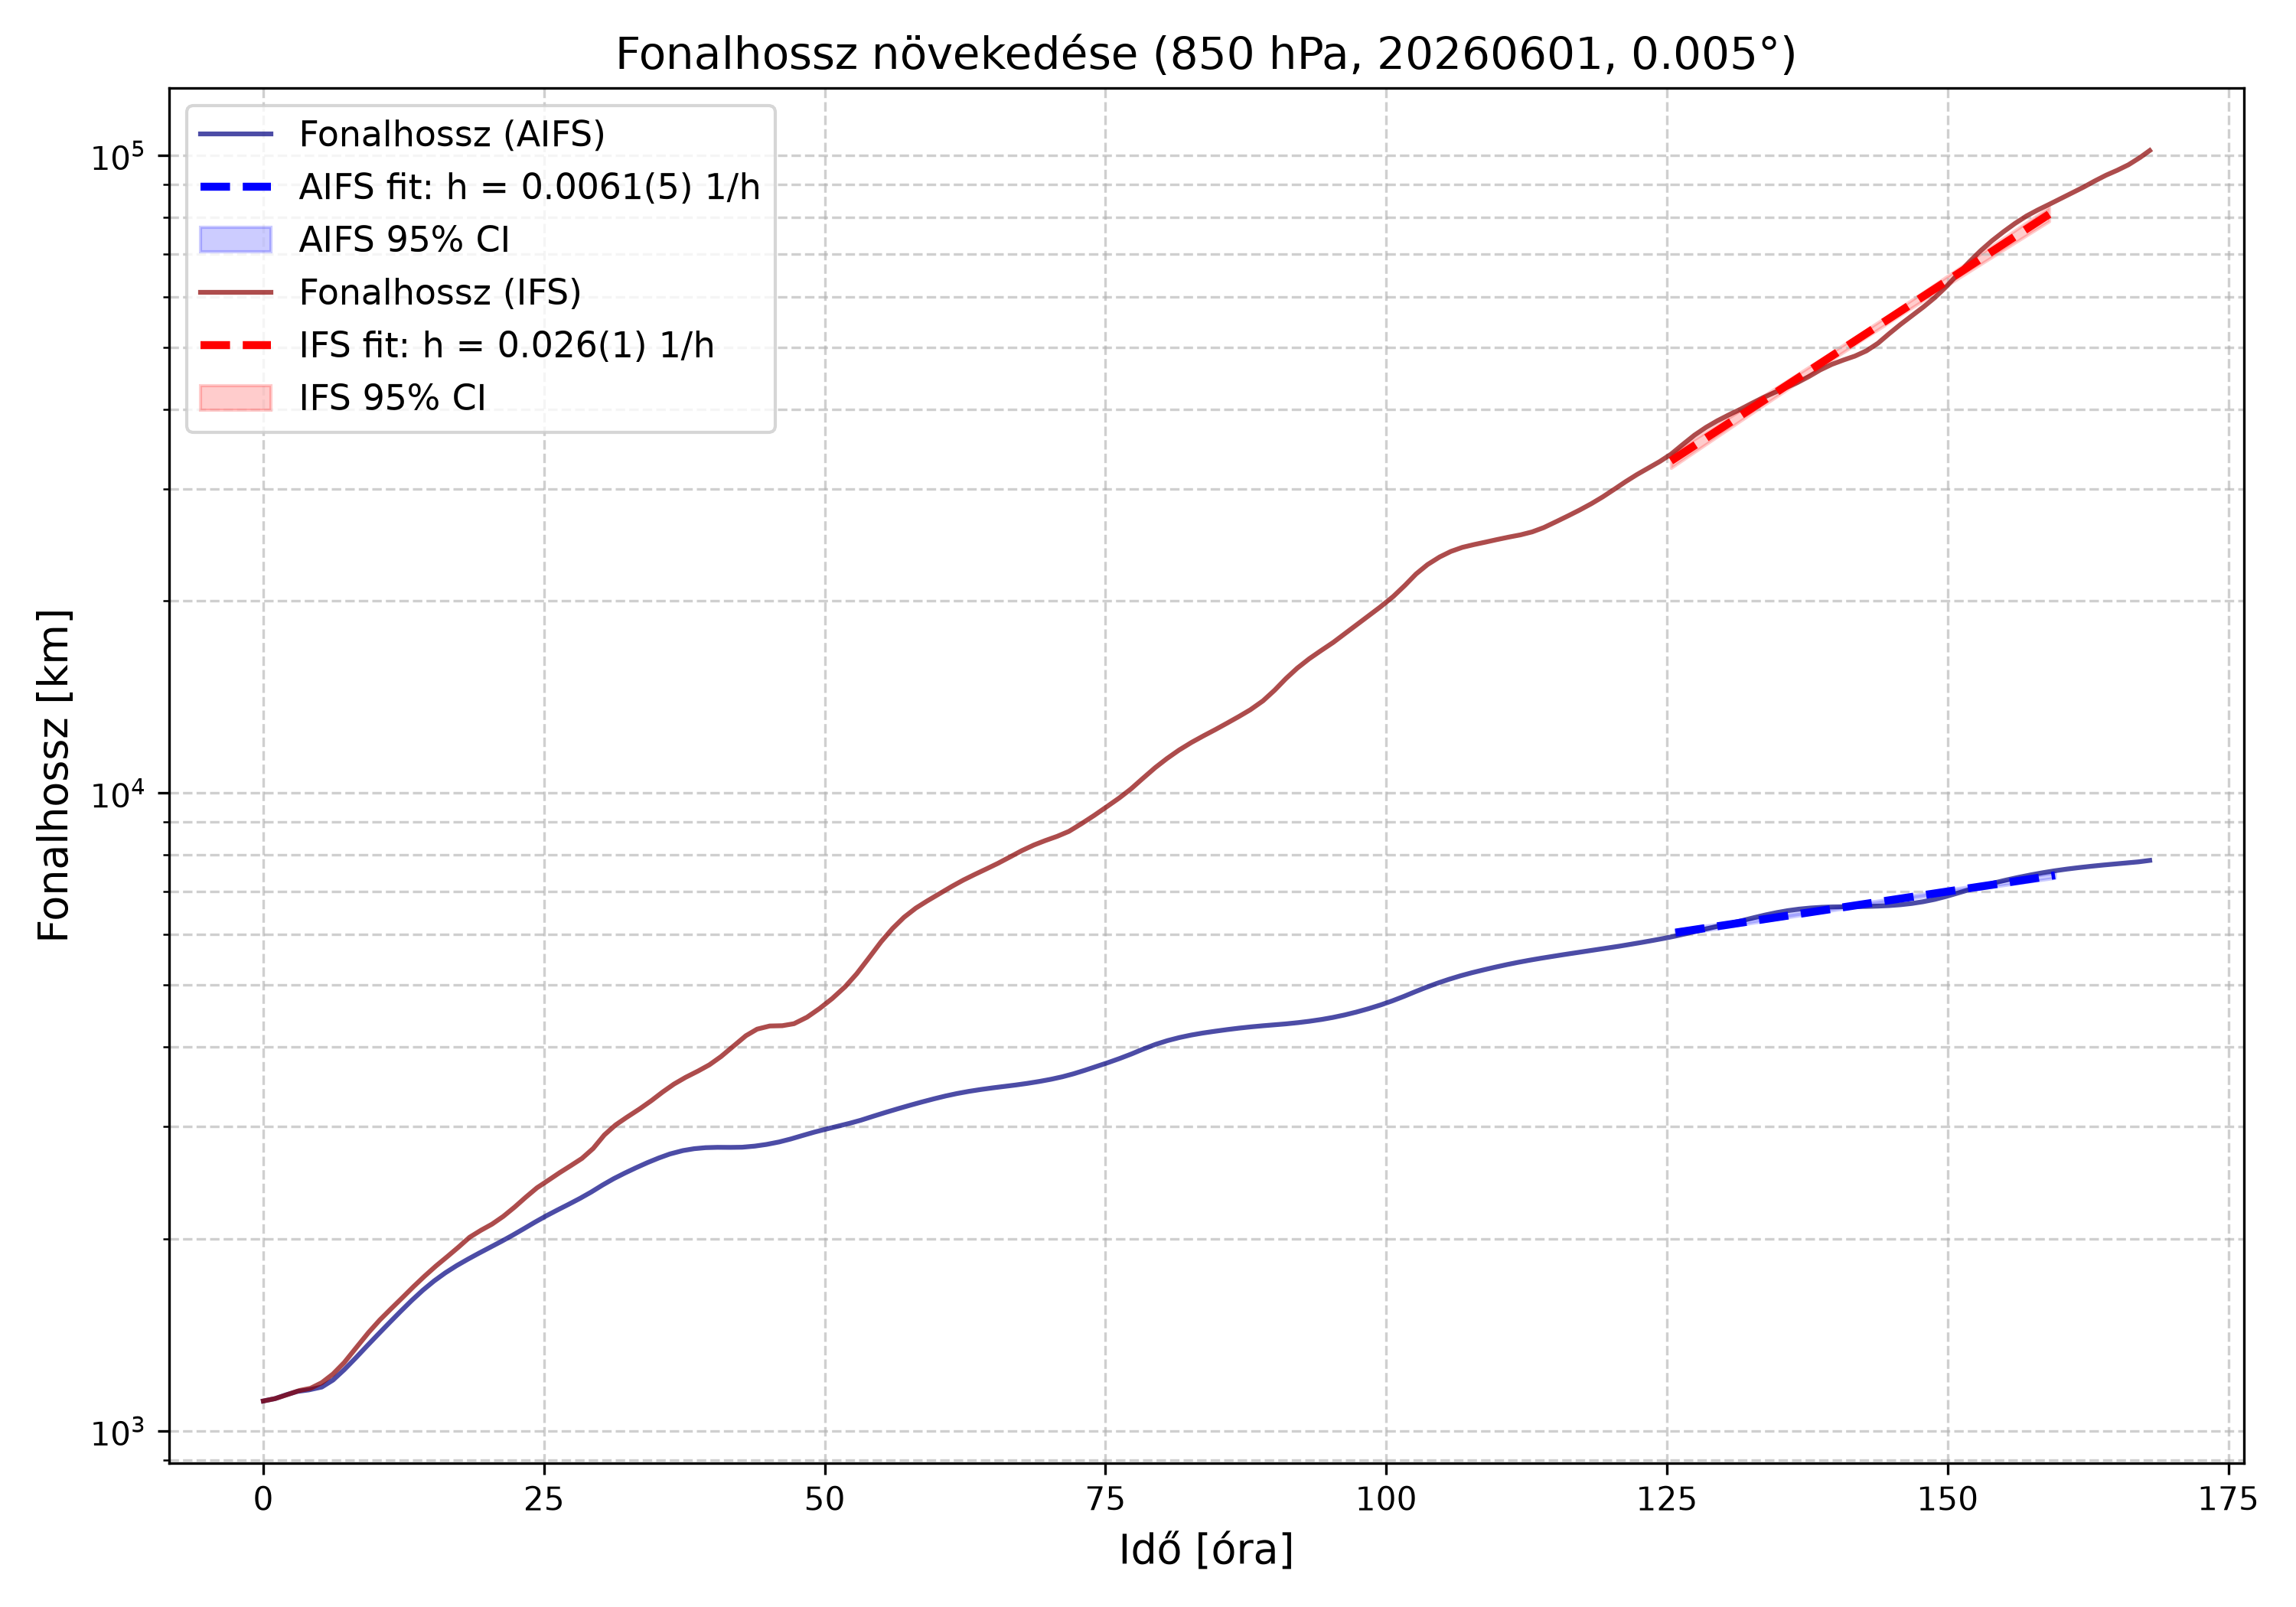 Fonalhossz növekedése (850 hPa, 20260601, 0.005°)
Fonalhossz (AIFS)
AIFS fit: h = 0.0061(5) 1/h
AIFS 95% CI
Fonalhossz (IFS)
IFS fit: h = 0.026(1) 1/h
IFS 95% CI
Fonalhossz [km]
10⁵
10⁴
10³
0 25 50 75 100 125 150 175
Idő [óra]